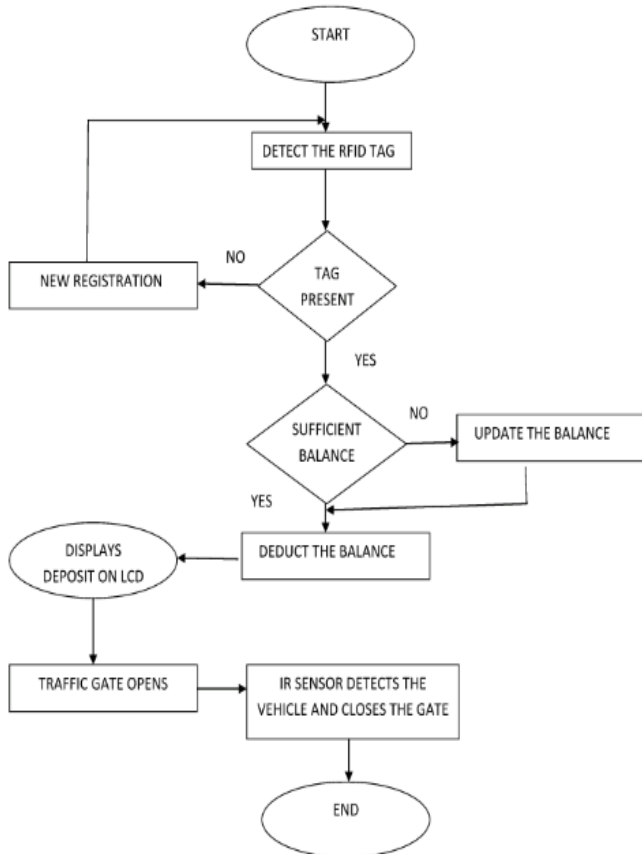 START
DETECT THE RFID TAG
NO
NEW REGISTRATION
TAG
PRESENT
YES
SUFFICIENT
BALANCE
NO
UPDATE THE BALANCE
YES
DEDUCT THE BALANCE
DISPLAYS
DEPOSIT ON LCD
TRAFFIC GATE OPENS
IR SENSOR DETECTS THE
VEHICLE AND CLOSES THE GATE
END